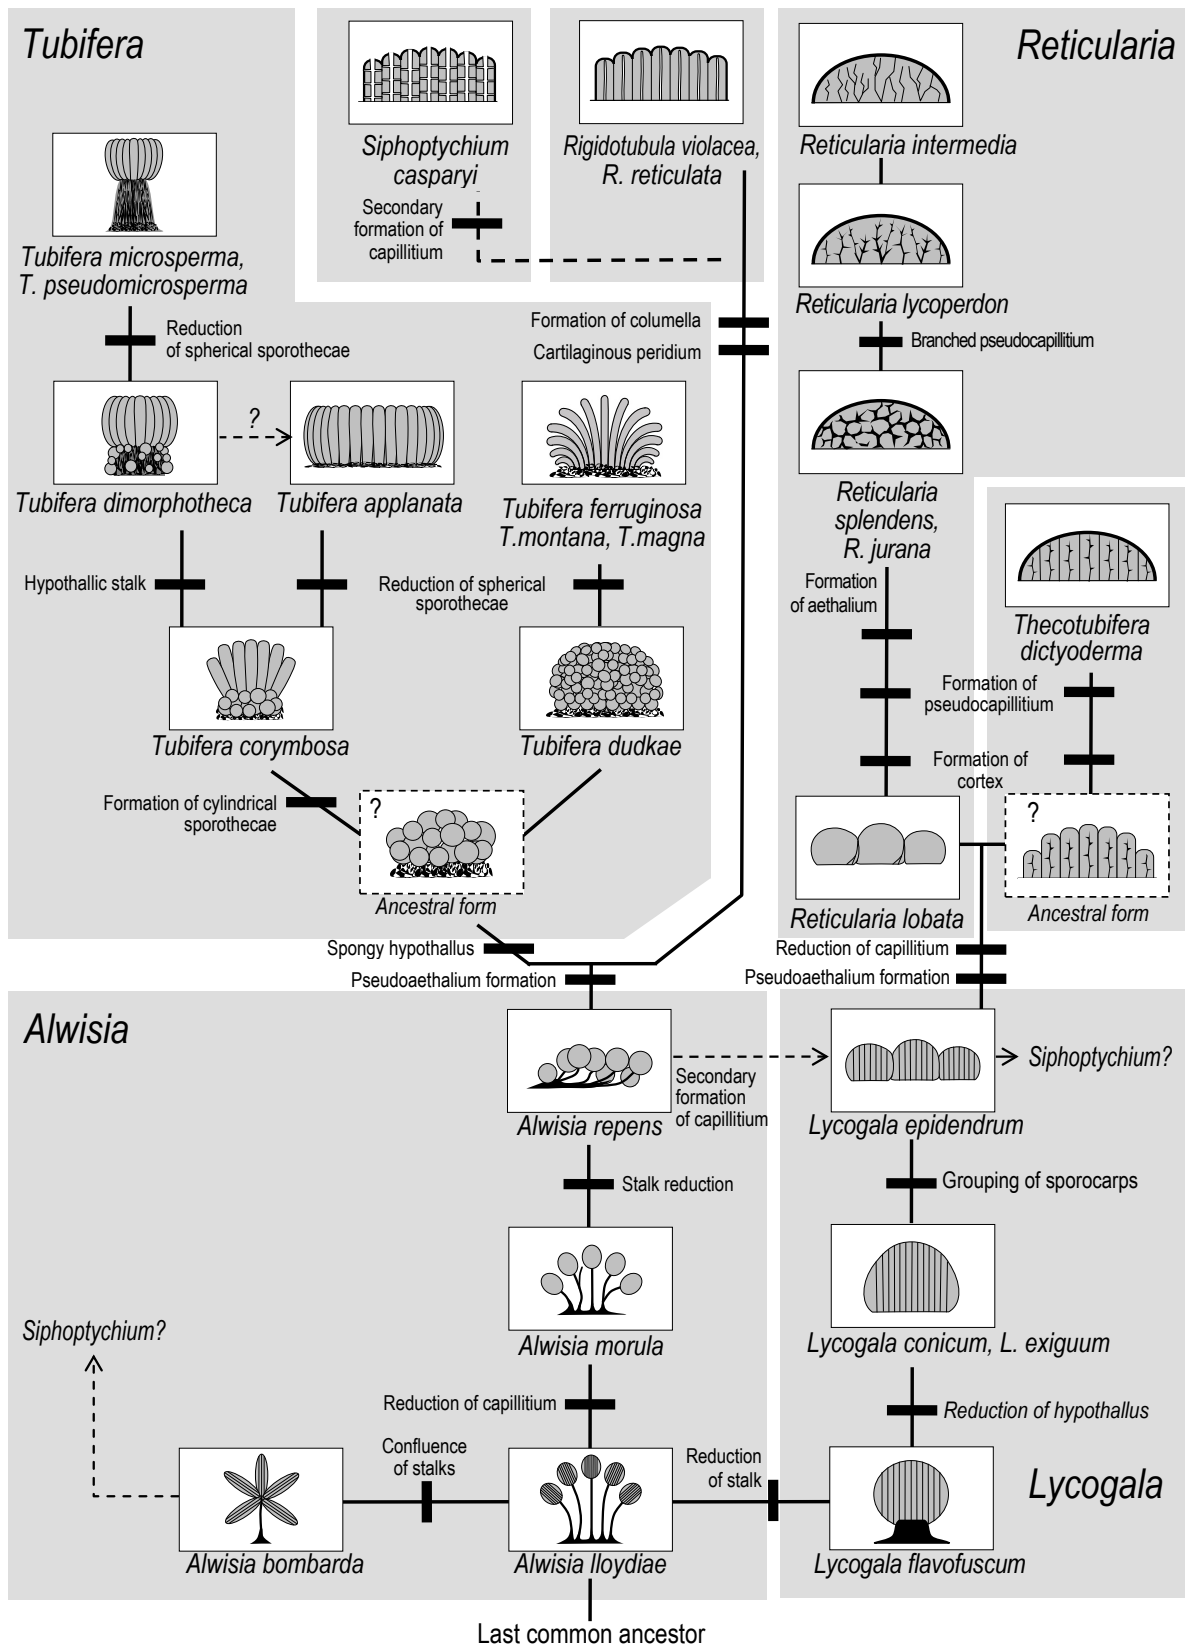 Tubifera
Siphoptychium
casparyi
Secondary
formation of
capillitium
Rigidotubula violacea,
R. reticulata
Reticularia
Reticularia intermedia
Reticularia lycoperdon
Branched pseudocapillitium
Reticularia
splendens,
R. jurana
Formation
of aethalium
Tubifera microsperma,
T. pseudomicrosperma
Reduction
of spherical sporothecae
Formation of columella
Cartilaginous peridium
?
Tubifera dimorphotheca
Tubifera applanata
Tubifera ferruginosa
T.montana, T.magna
Hypothallic stalk
Reduction of spherical
sporothecae
Thecotubifera
dictyoderma
Formation of
pseudocapillitium
Formation of
cortex
Tubifera corymbosa
Tubifera dudkae
Formation of cylindrical
sporothecae
?
Ancestral form
?
Ancestral form
Reticularia lobata
Spongy hypothallus
Pseudoaethalium formation
Reduction of capillitium
Pseudoaethalium formation
Alwisia
Alwisia repens
Secondary
formation
of capillitium
Lycogala epidendrum
Siphoptychium?
Stalk reduction
Grouping of sporocarps
Alwisia morula
Lycogala conicum, L. exiguum
Siphoptychium?
Reduction of capillitium
Reduction of hypothallus
Confluence
of stalks
Reduction
of stalk
Lycogala
Alwisia bombarda
Alwisia lloydiae
Lycogala flavofuscum
Last common ancestor